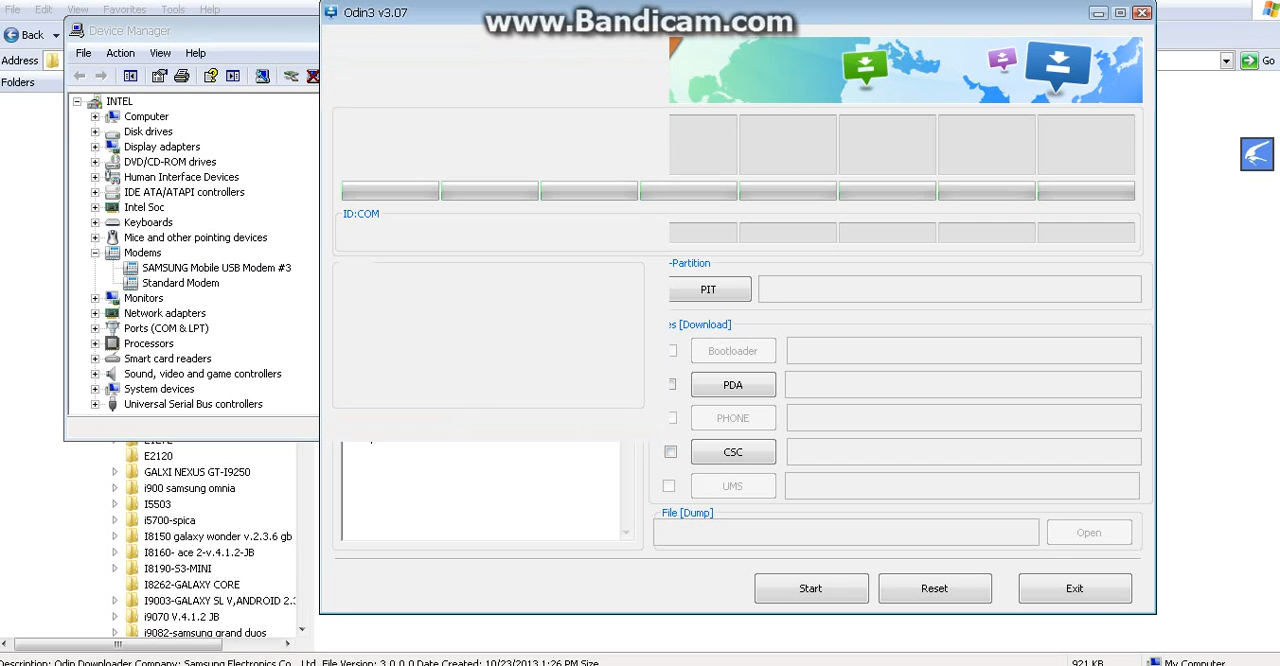 File Edit View Favorites Tools Help
Odin3 v3.07
www.Bandicam.com
Back
Device Manager
File Action View Help
Address
Go
Folders
INTEL
Computer
Disk drives
Display adapters
DVD/CD-ROM drives
Human Interface Devices
IDE ATA/ATAPI controllers
Intel Soc
Keyboards
Mice and other pointing devices
Modems
SAMSUNG Mobile USB Modem #3
Standard Modem
Monitors
Network adapters
Ports (COM & LPT)
Processors
Smart card readers
Sound, video and game controllers
System devices
Universal Serial Bus controllers
E2120
GALXI NEXUS GT-I9250
i900 samsung omnia
I5503
i5700-spica
I8150 galaxy wonder v.2.3.6 gb
I8160- ace 2-v.4.1.2-JB
I8190-S3-MINI
I8262-GALAXY CORE
I9003-GALAXY SL V,ANDROID 2.3
i9070 V.4.1.2 JB
i9082-samsung grand duos
ID:COM
-Partition
PIT
es [Download]
Bootloader
PDA
PHONE
CSC
UMS
File [Dump]
Open
Start Reset Exit
Description: Odin Downloader Company: Samsung Electronics Co., Ltd. File Version: 3.0.0.0 Date Created: 10/23/2013 1:26 PM Size
921 KB
My Computer